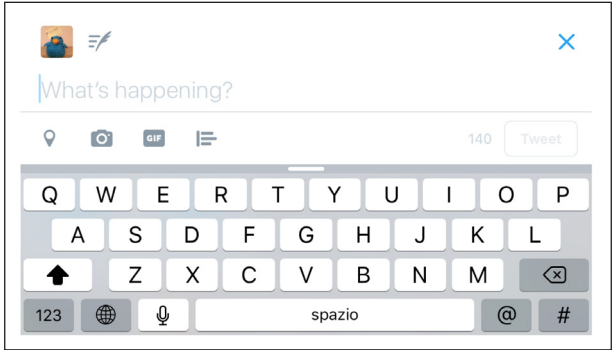 What's happening?
GIF
140 Tweet
Q W E R T Y U I O P
A S D F G H J K L
Z X C V B N M
123 spazio @ #